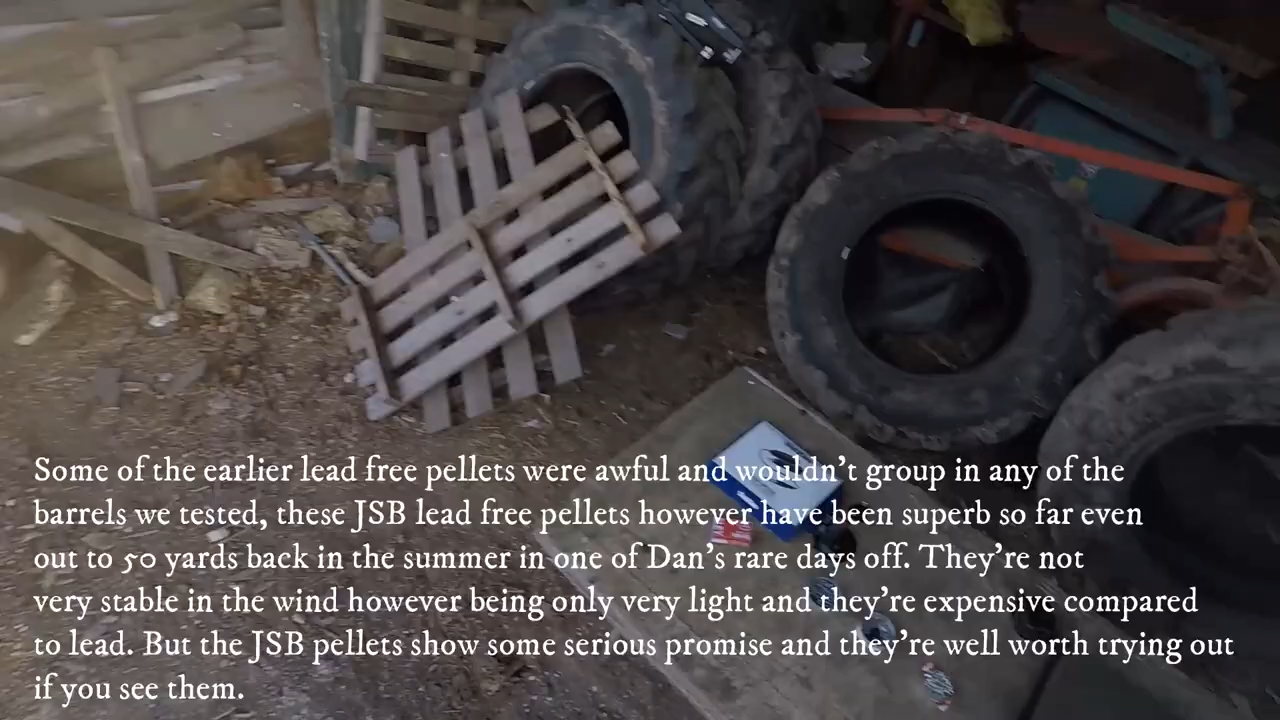 Some of the earlier lead free pellets were awful and wouldn't group in any of the
barrels we tested, these JSB lead free pellets however have been superb so far even
out to 50 yards back in the summer in one of Dan's rare days off. They're not
very stable in the wind however being only very light and they're expensive compared
to lead. But the JSB pellets show some serious promise and they're well worth trying out
if you see them.